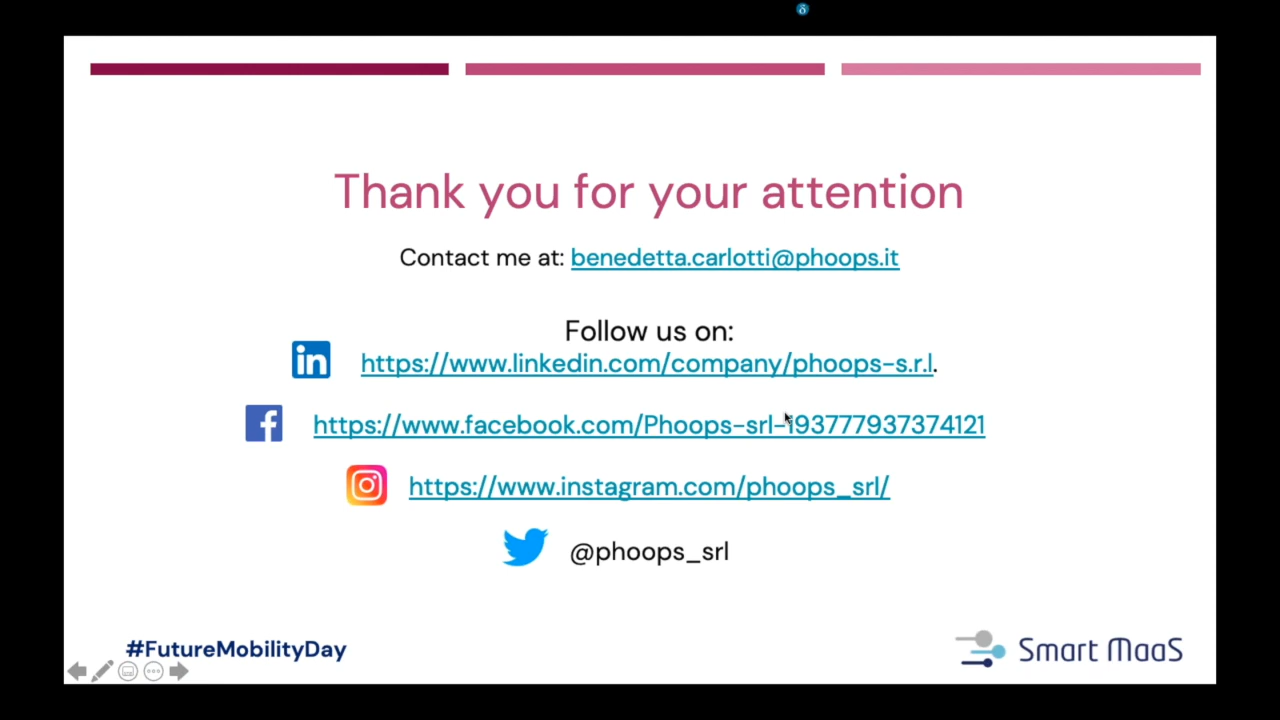 Thank you for your attention
Contact me at: benedetta.carlotti@phoops.it
Follow us on:
https://www.linkedin.com/company/phoops-s.r.l.
https://www.facebook.com/Phoops-srl-193777937374121
https://www.instagram.com/phoops_srl/
@phoops_srl
#FutureMobilityDay
Smart MaaS